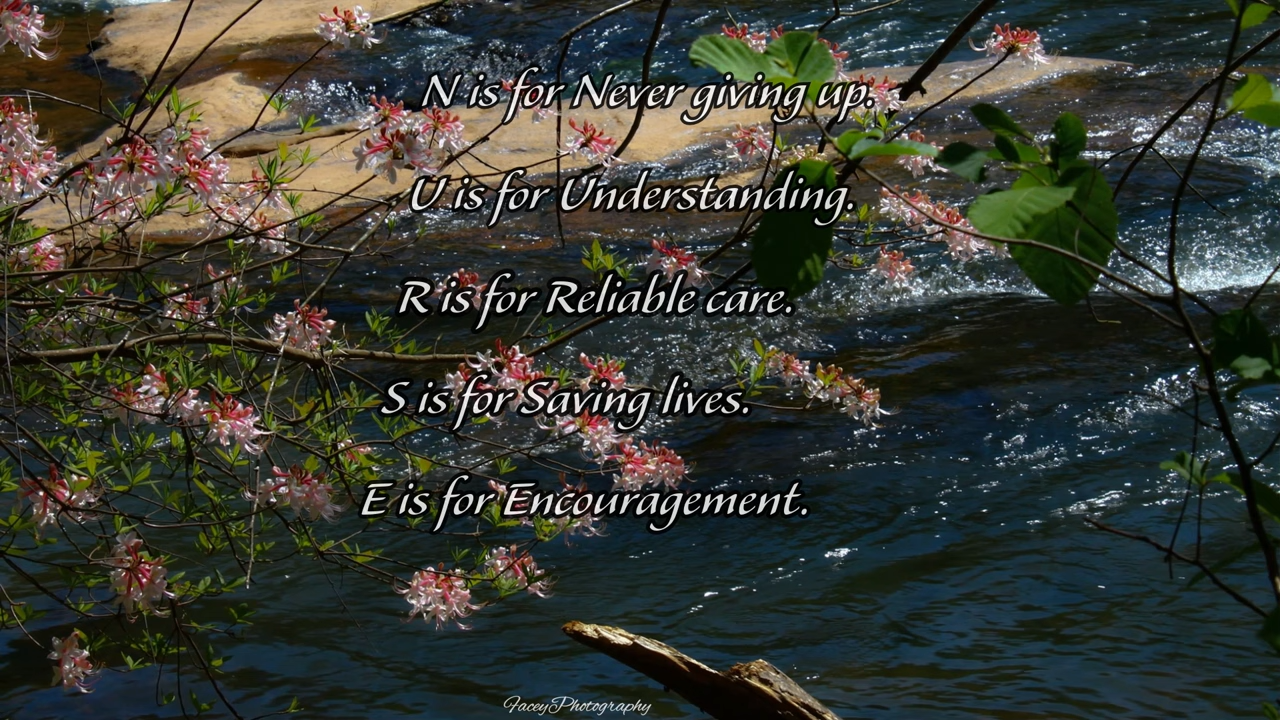 N is for Never giving up.
U is for Understanding.
R is for Reliable care.
S is for Saving lives.
E is for Encouragement.
FaceyPhotography